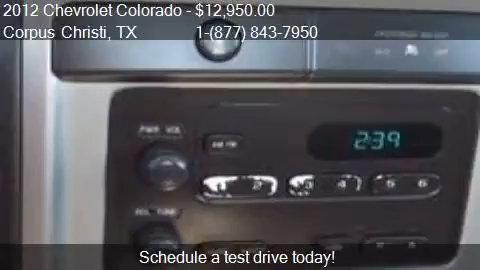 2012 Chevrolet Colorado - $12,950.00
Corpus Christi, TX 1-(877) 843-7950
PWR VOL
AM FM
2:39
1 2 3 4 5 6
Schedule a test drive today!